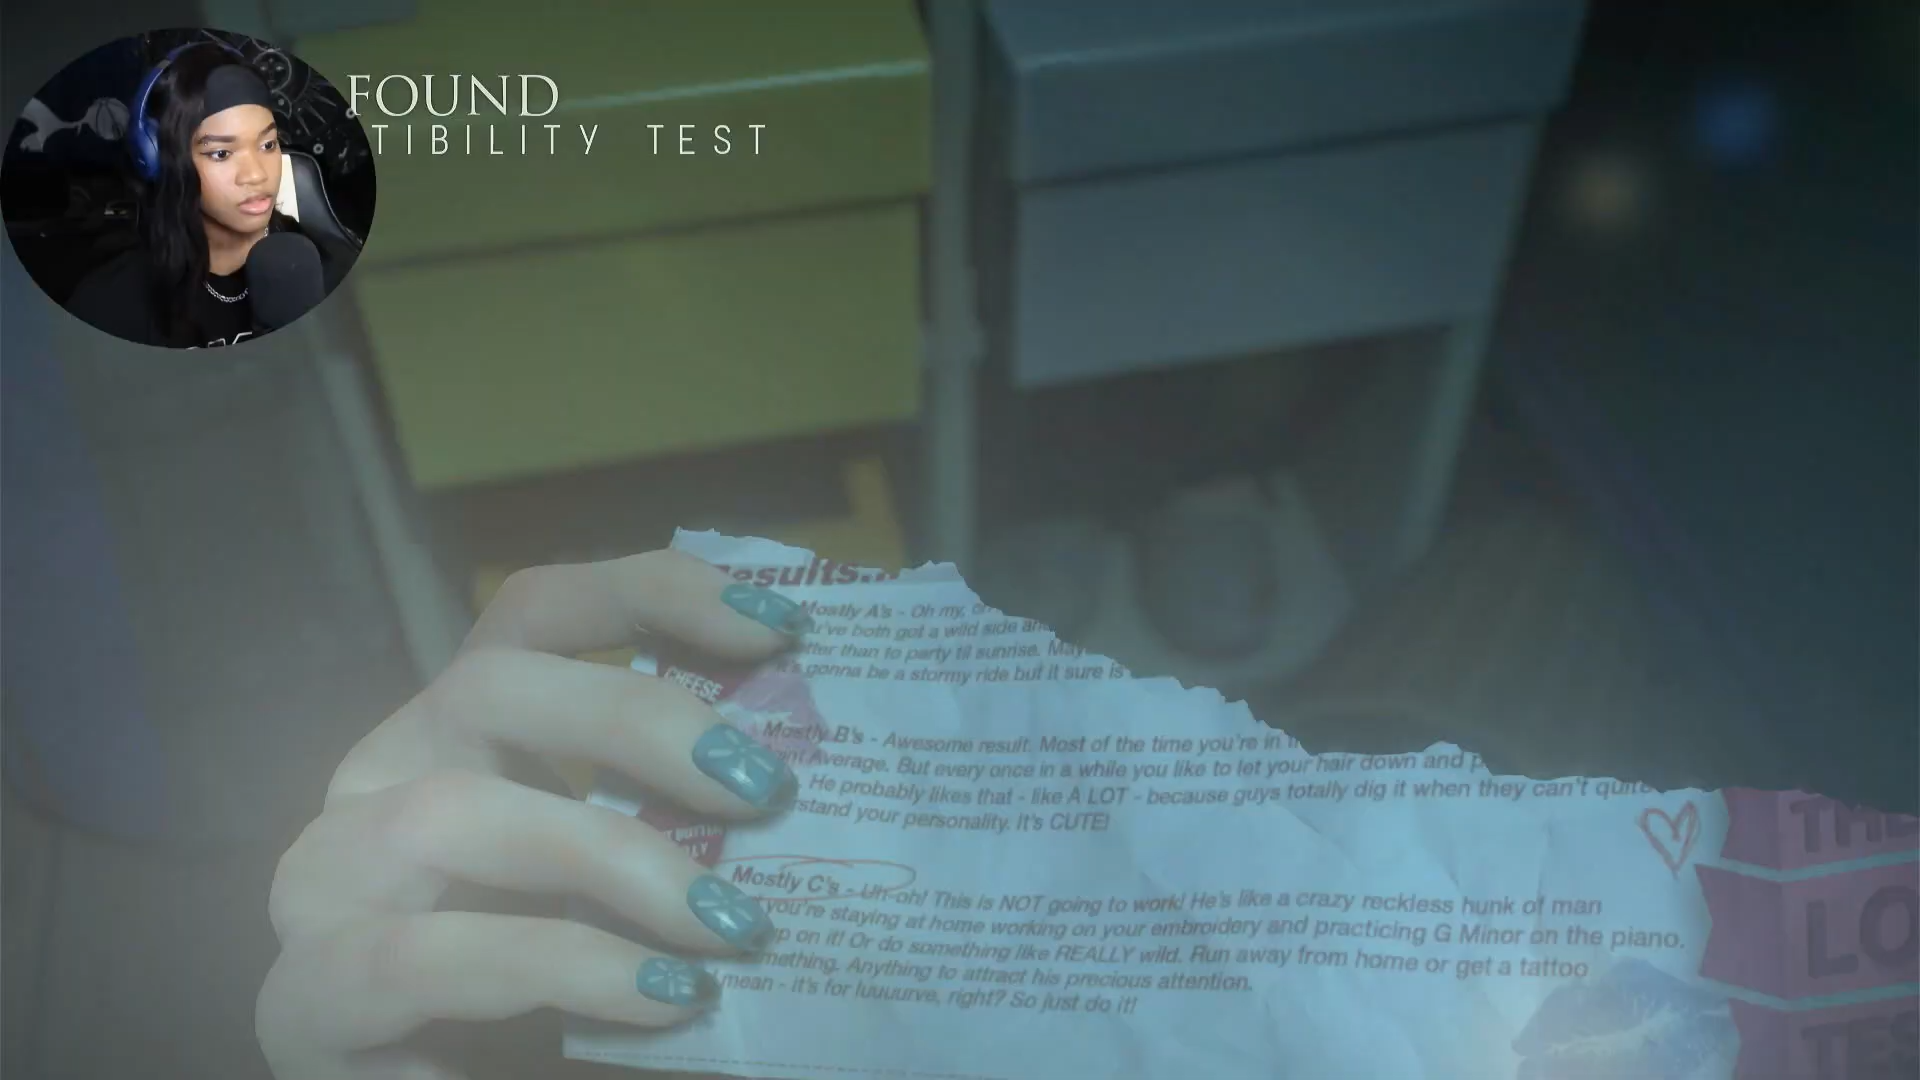 FOUND
TIBILITY TEST
Results...
Mostly A's - Oh my,
u've both got a wild side
than to party til sunrise.
gonna be a stormy ride but it sure is
CHEESE
Mostly B's - Awesome result. Most of the time you're in
Average. But every once in a while you like to let your hair down and
He probably likes that - like A LOT - because guys totally dig it when they can't quite
rstand your personality. It's CUTE!
Mostly C's - Uh-oh! This is NOT going to work! He's like a crazy reckless hunk of man
you're staying at home working on your embroidery and practicing G Minor on the piano.
up on it! Or do something like REALLY wild. Run away from home or get a tattoo
mething. Anything to attract his precious attention.
mean - it's for luuuurve, right? So just do it!
THE
LO
TES